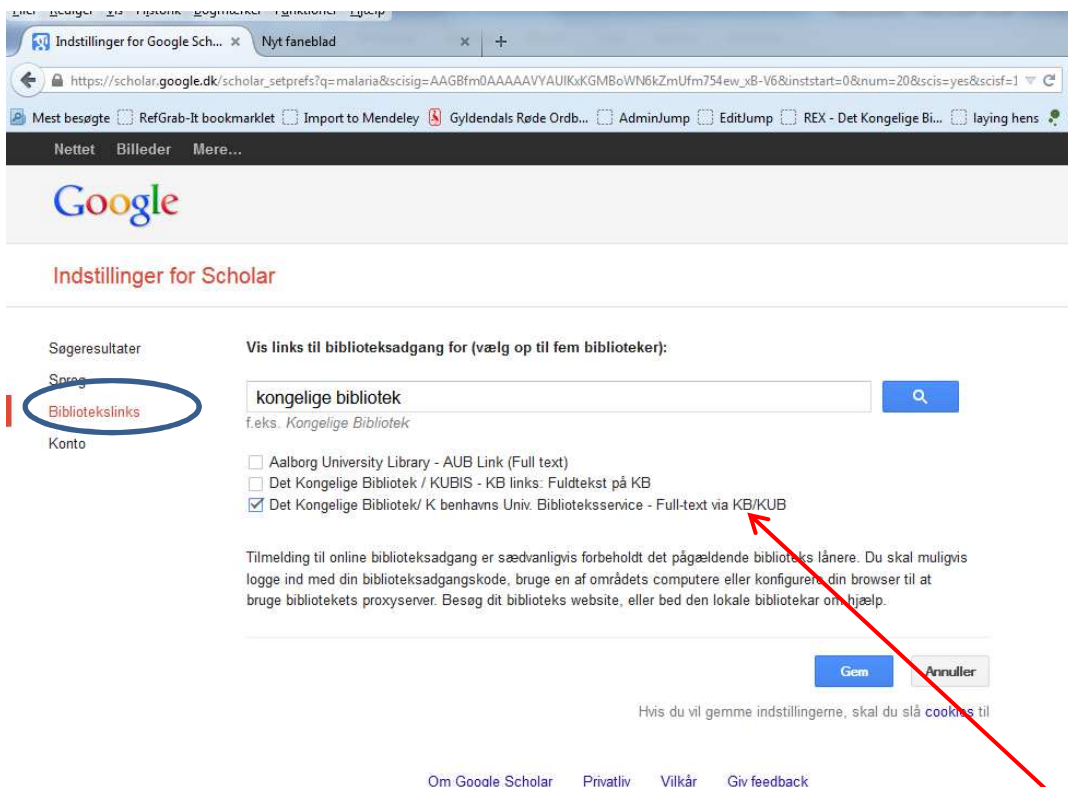 Filer Rediger Vis Historik Bogmærker Funktioner Hjælp
Indstillinger for Google Sch... × Nyt faneblad × +
https://scholar.google.dk/scholar_setprefs?q=malaria&scisig=AAGBfm0AAAAAVYAUIKxKGMBoWN6kZmUfm754ew_xB-V6&inststart=0&num=20&scis=yes&scisf=1
Mest besøgte RefGrab-It bookmarklet Import to Mendeley Gyldendals Røde Ordb... AdminJump EditJump REX - Det Kongelige Bi... laying hens
Nettet Billeder Mere...
Google
Indstillinger for Scholar
Søgeresultater
Sprog
Bibliotekslinks
Konto
Vis links til biblioteksadgang for (vælg op til fem biblioteker):
kongelige bibliotek
f.eks. Kongelige Bibliotek
Aalborg University Library - AUB Link (Full text)
Det Kongelige Bibliotek / KUBIS - KB links: Fuldtekst på KB
Det Kongelige Bibliotek/ K benhavns Univ. Biblioteksservice - Full-text via KB/KUB
Tilmelding til online biblioteksadgang er sædvanligvis forbeholdt det pågældende biblioteks lånere. Du skal muligvis
logge ind med din biblioteksadgangskode, bruge en af områdets computere eller konfigurere din browser til at
bruge bibliotekets proxyserver. Besøg dit biblioteks website, eller bed den lokale bibliotekar om hjælp.
Gem Annuller
Hvis du vil gemme indstillingerne, skal du slå cookies til
Om Google Scholar Privatliv Vilkår Giv feedback